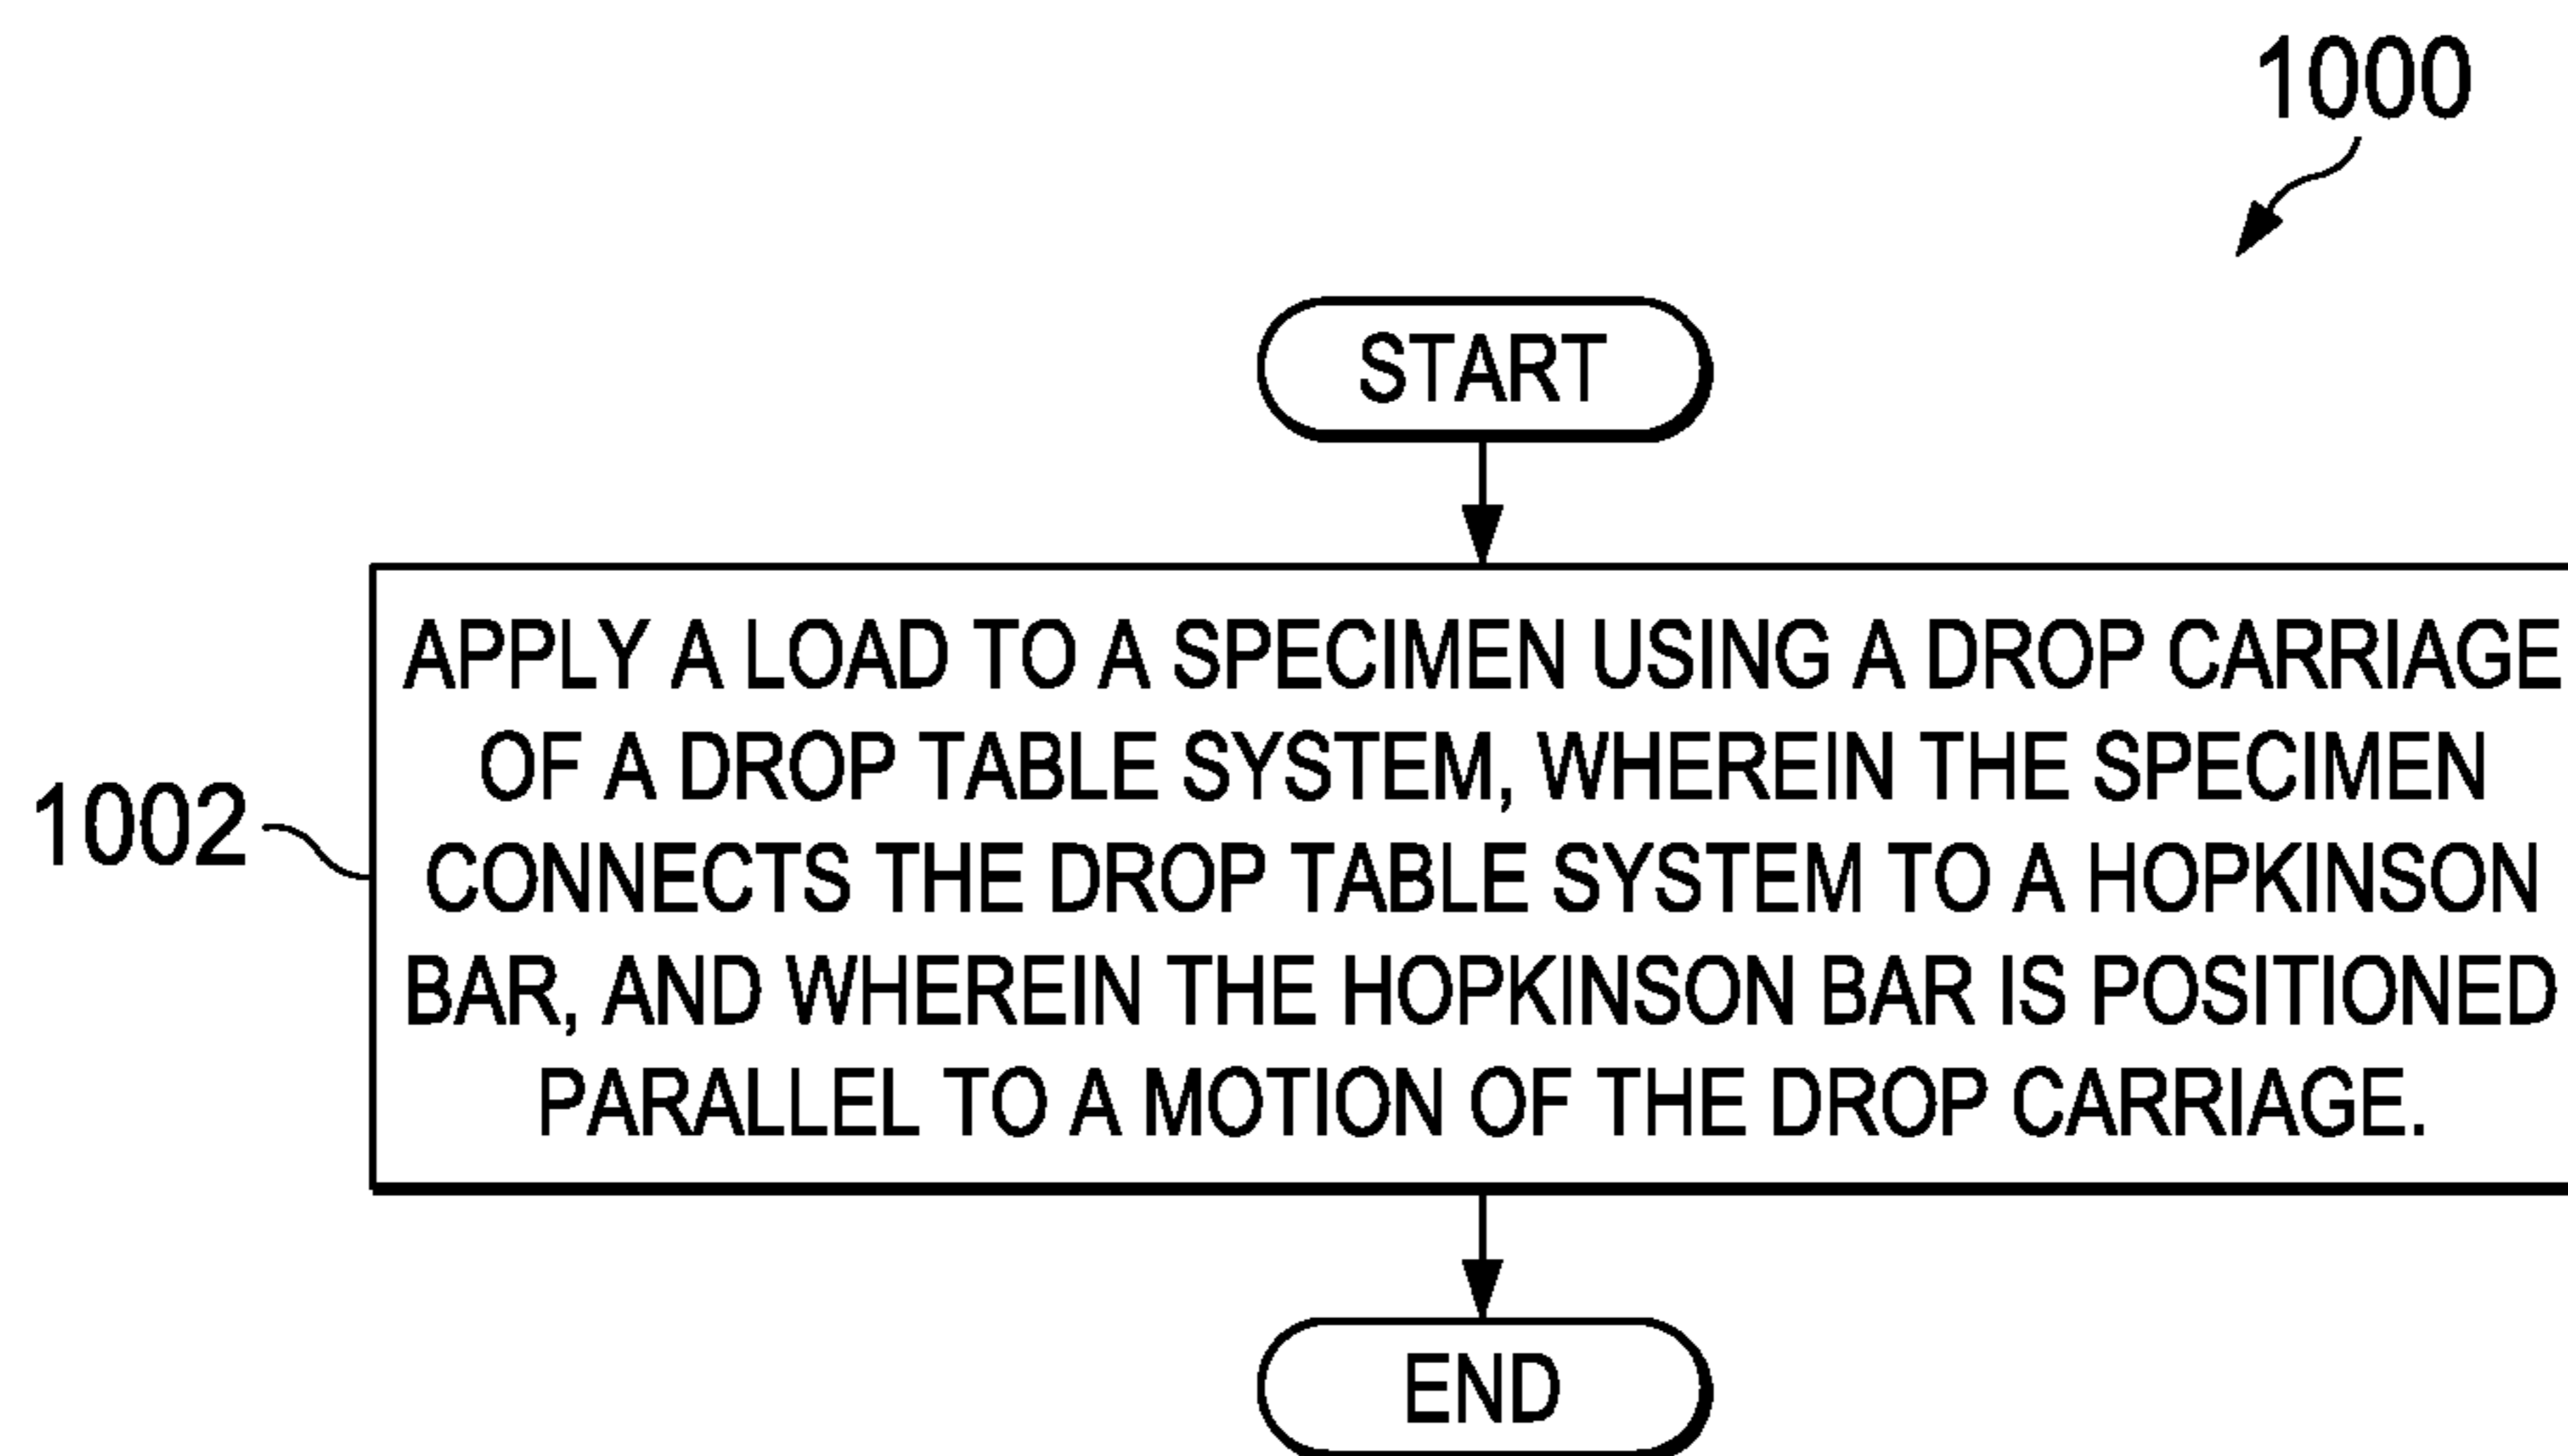 1000
START
APPLY A LOAD TO A SPECIMEN USING A DROP CARRIAGE
OF A DROP TABLE SYSTEM, WHEREIN THE SPECIMEN
CONNECTS THE DROP TABLE SYSTEM TO A HOPKINSON
BAR, AND WHEREIN THE HOPKINSON BAR IS POSITIONED
PARALLEL TO A MOTION OF THE DROP CARRIAGE.
1002
END